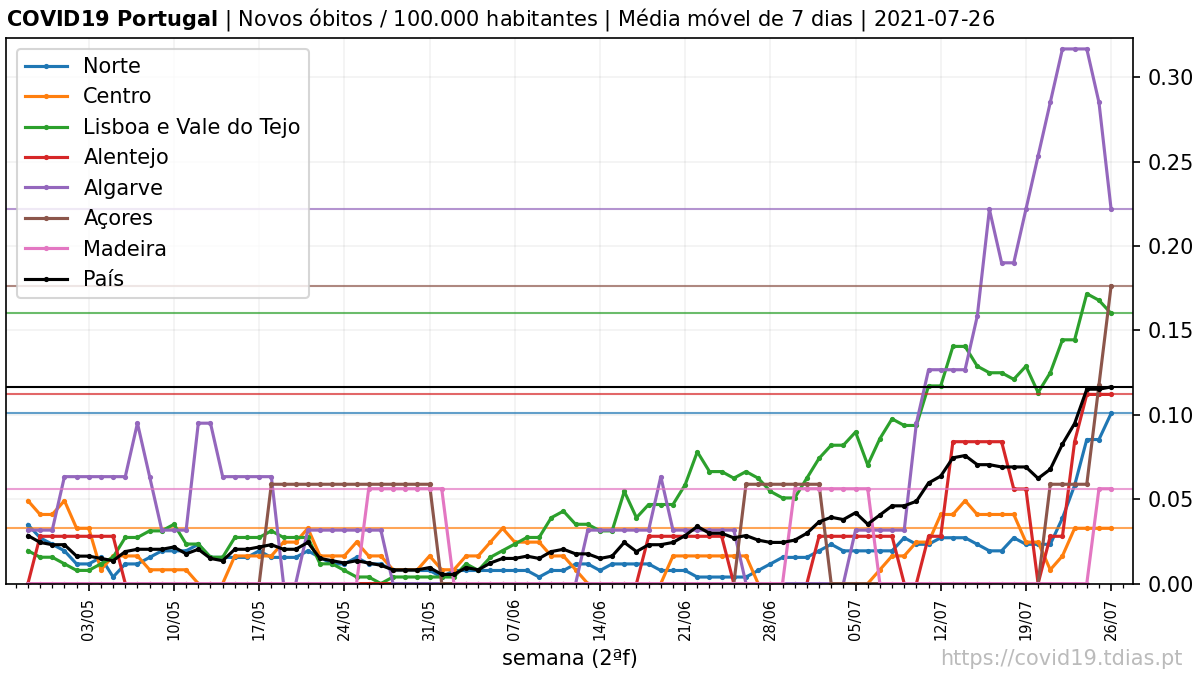 COVID19 Portugal | Novos óbitos / 100.000 habitantes | Média móvel de 7 dias | 2021-07-26
Norte
Centro
Lisboa e Vale do Tejo
Alentejo
Algarve
Açores
Madeira
País
0.30
0.25
0.20
0.15
0.10
0.05
0.00
03/05
10/05
17/05
24/05
31/05
07/06
14/06
21/06
28/06
05/07
12/07
19/07
26/07
semana (2ªf)
https://covid19.tdias.pt